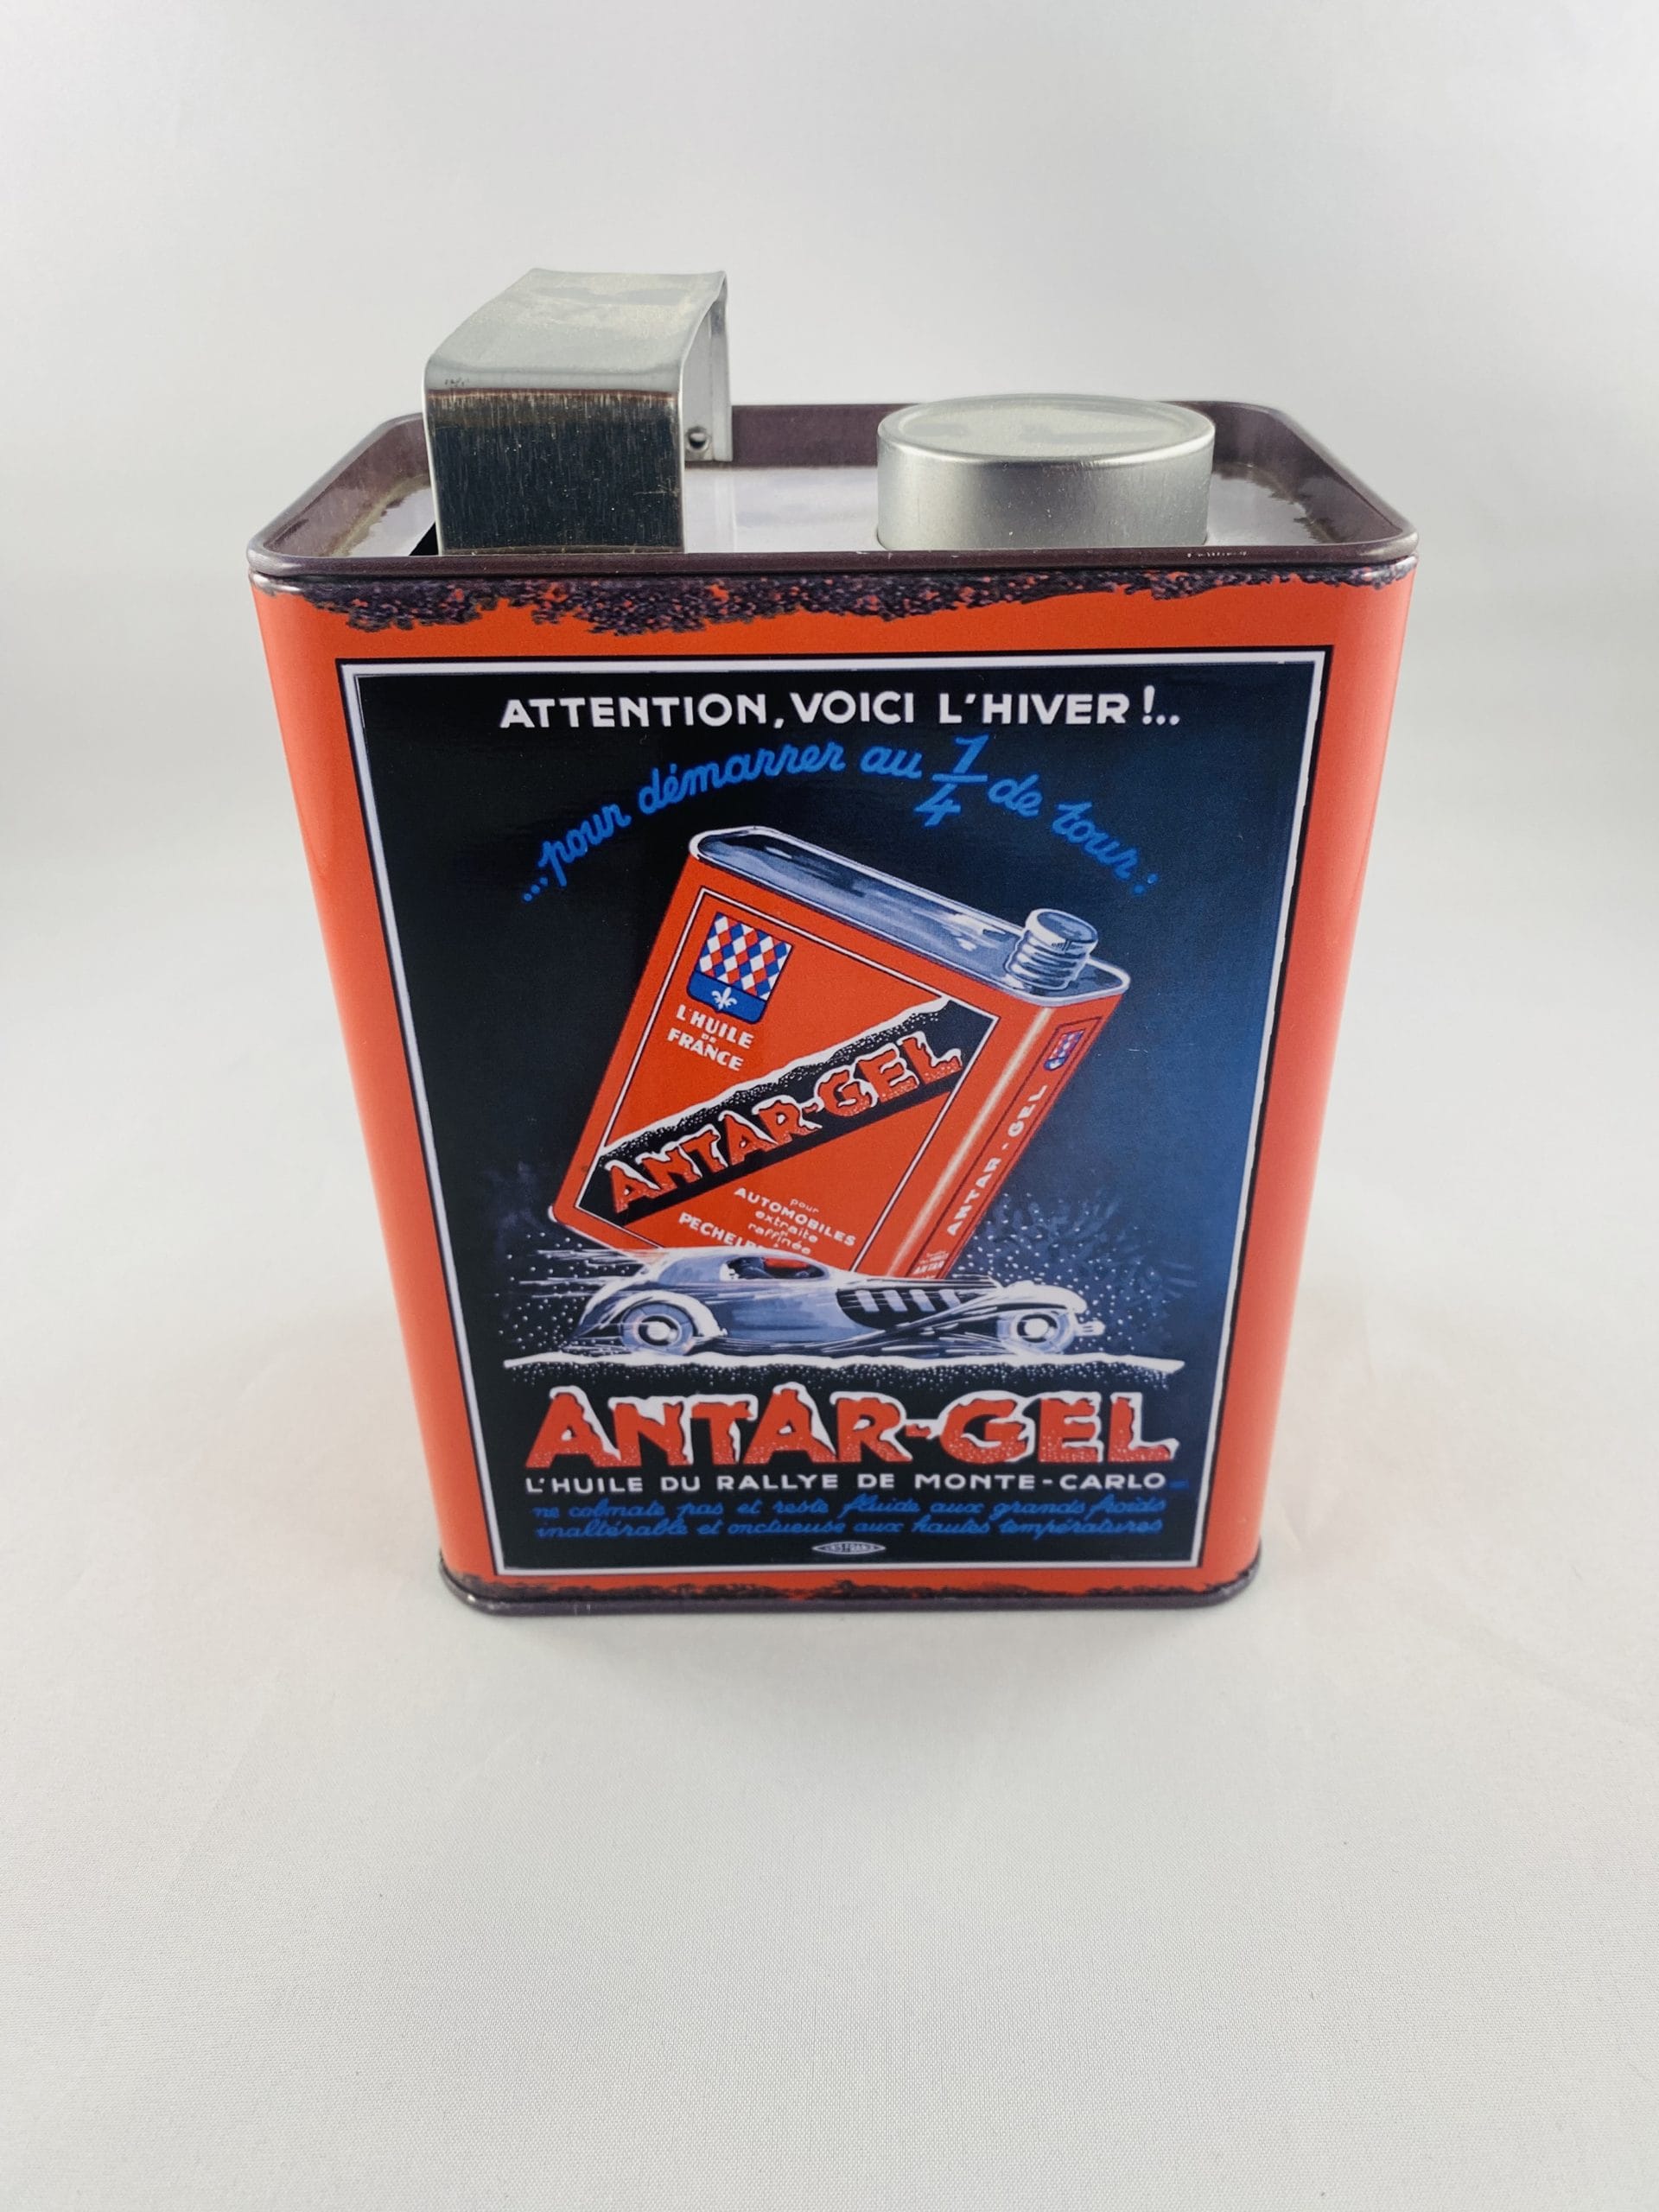 ATTENTION, VOICI L'HIVER !..
...pour démarrer au 1/4 de tour:
L'HUILE
DE
FRANCE
ANTAR-GEL
pour
AUTOMOBILES
extraite
et
raffinée
ANTAR-GEL
ANTAR-GEL
L'HUILE DU RALLYE DE MONTE-CARLO
ne colmate pas et reste fluide aux grands froids
inaltérable et onctueuse aux hautes températures